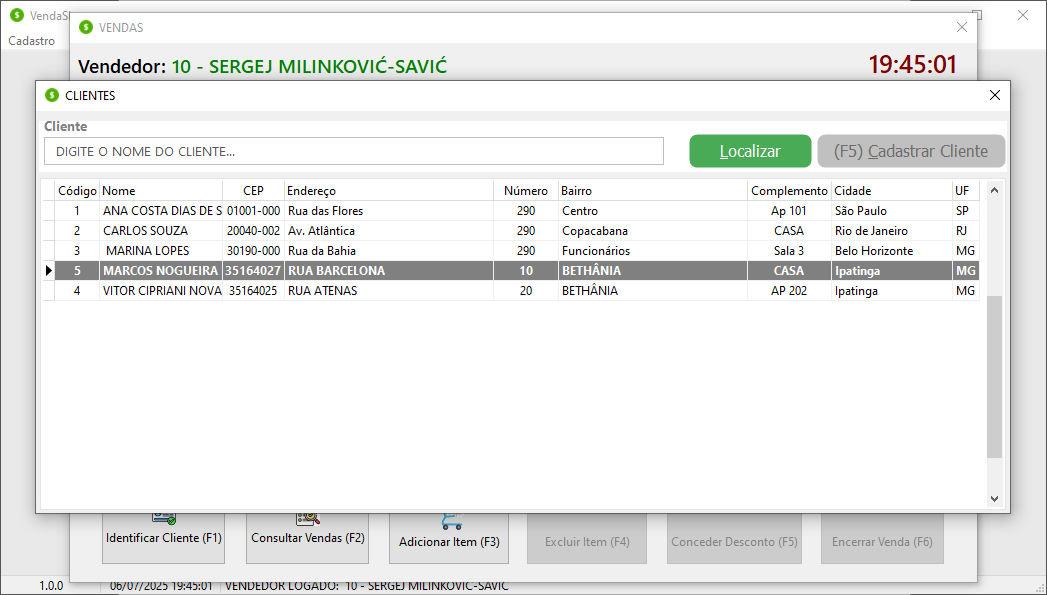 VendaS
Cadastro
VENDAS
Vendedor: 10 - SERGEJ MILINKOVIĆ-SAVIĆ
19:45:01
CLIENTES
Cliente
DIGITE O NOME DO CLIENTE...
Localizar
(F5) Cadastrar Cliente
Código Nome CEP Endereço Número Bairro Complemento Cidade UF
1 ANA COSTA DIAS DE S 01001-000 Rua das Flores 290 Centro Ap 101 São Paulo SP
2 CARLOS SOUZA 20040-002 Av. Atlântica 290 Copacabana CASA Rio de Janeiro RJ
3 MARINA LOPES 30190-000 Rua da Bahia 290 Funcionários Sala 3 Belo Horizonte MG
5 MARCOS NOGUEIRA 35164027 RUA BARCELONA 10 BETHÂNIA CASA Ipatinga MG
4 VITOR CIPRIANI NOVA 35164025 RUA ATENAS 20 BETHÂNIA AP 202 Ipatinga MG
Identificar Cliente (F1)
Consultar Vendas (F2)
Adicionar Item (F3)
Excluir Item (F4)
Conceder Desconto (F5)
Encerrar Venda (F6)
1.0.0 06/07/2025 19:45:01 VENDEDOR LOGADO: 10 - SERGEJ MILINKOVIĆ-SAVIĆ